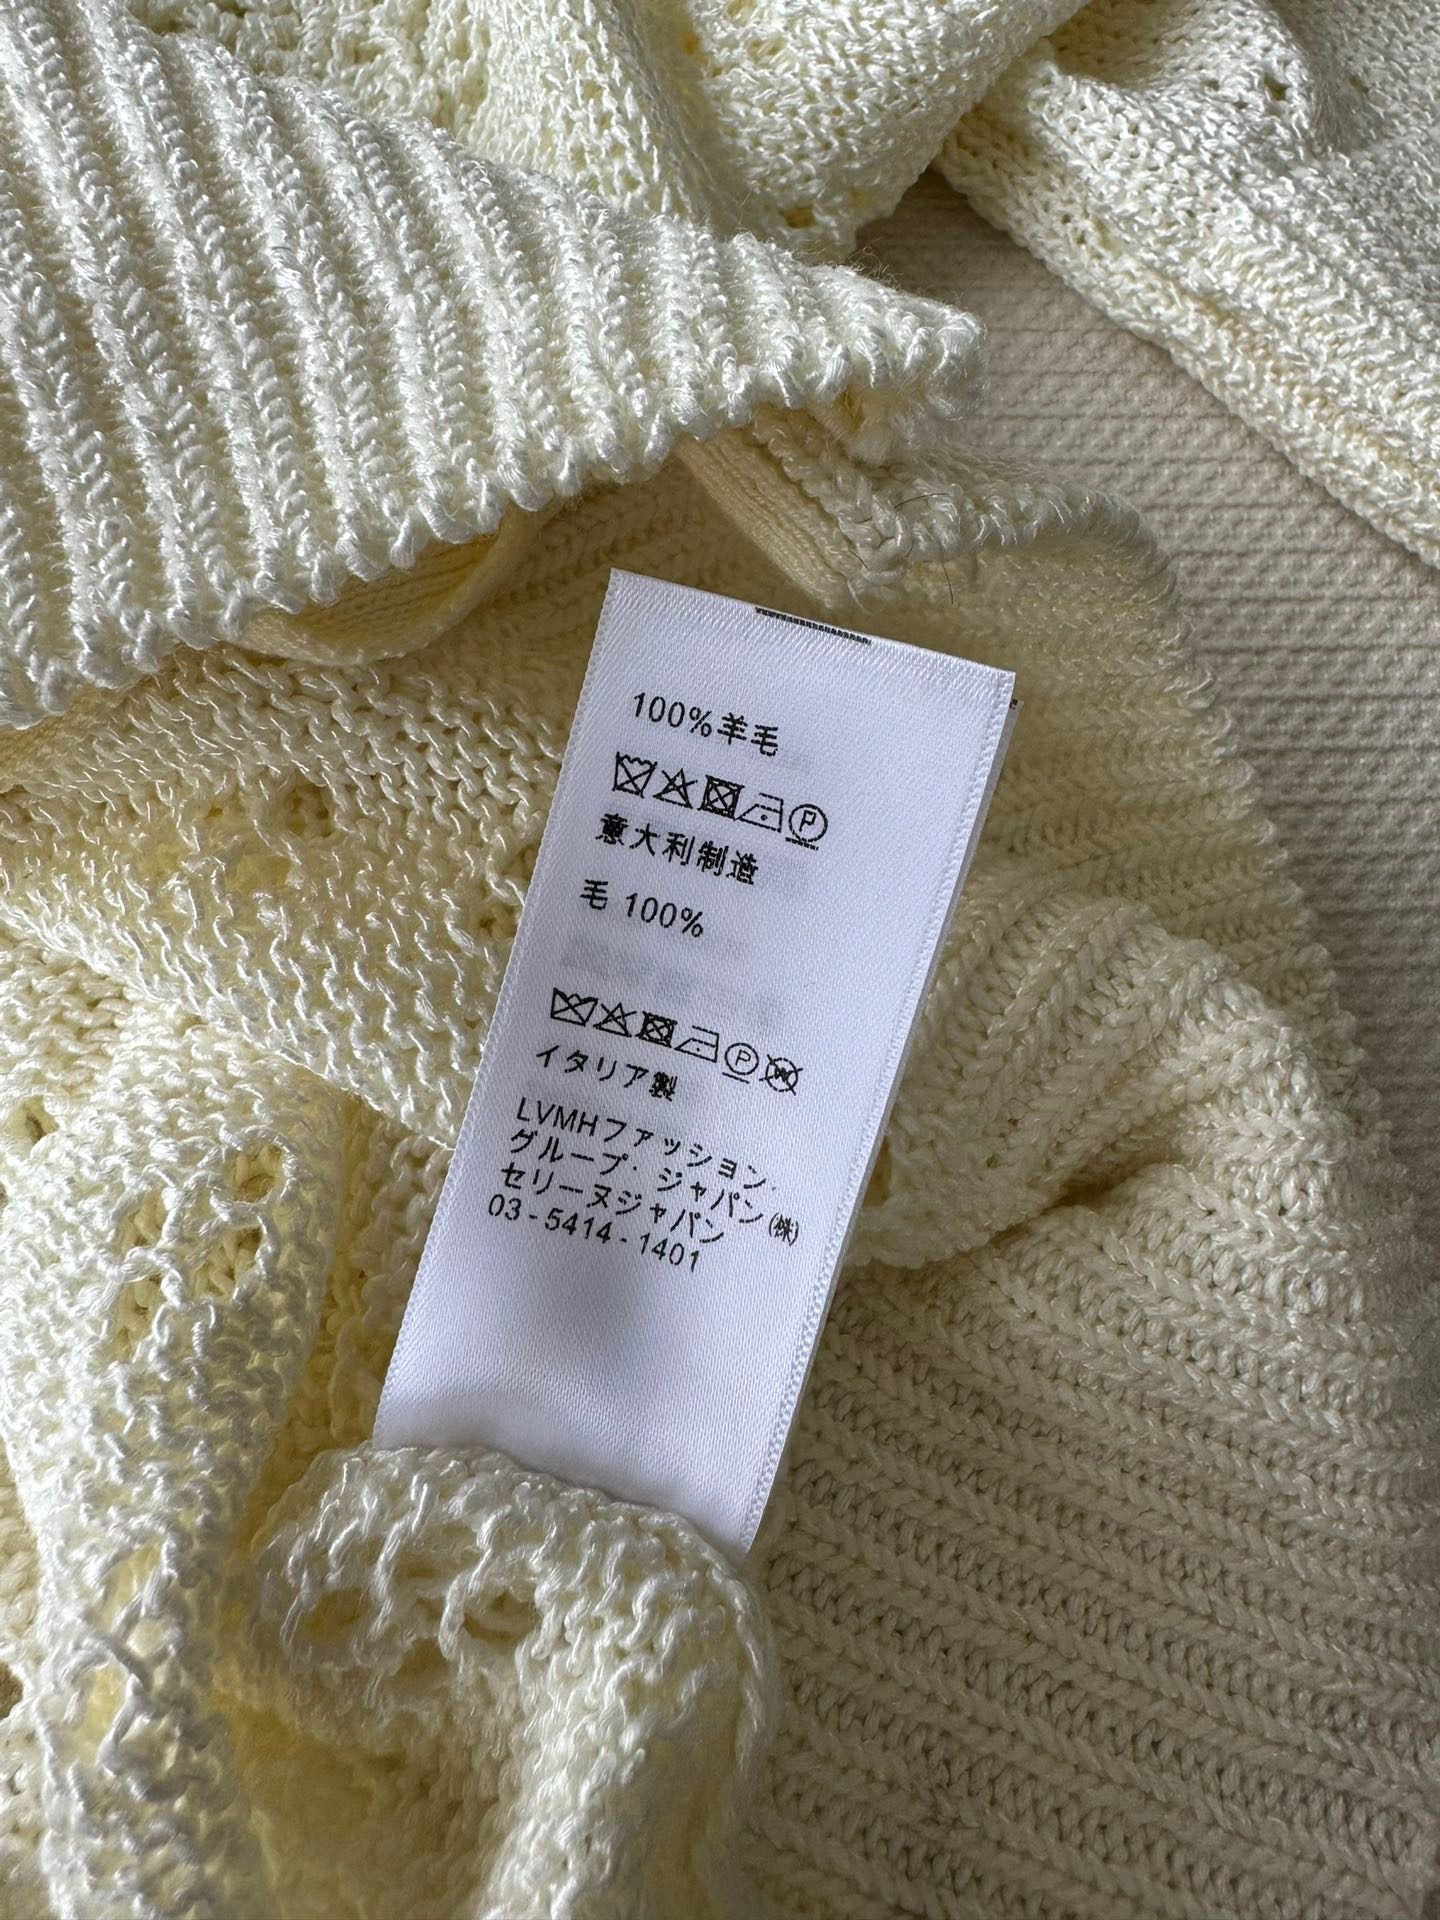 100%羊毛
P
意大利制造
毛 100%
P W
イタリア製
LVMHファッション・
グループ・ジャパン(株)
セリーヌジャパン
03-5414-1401